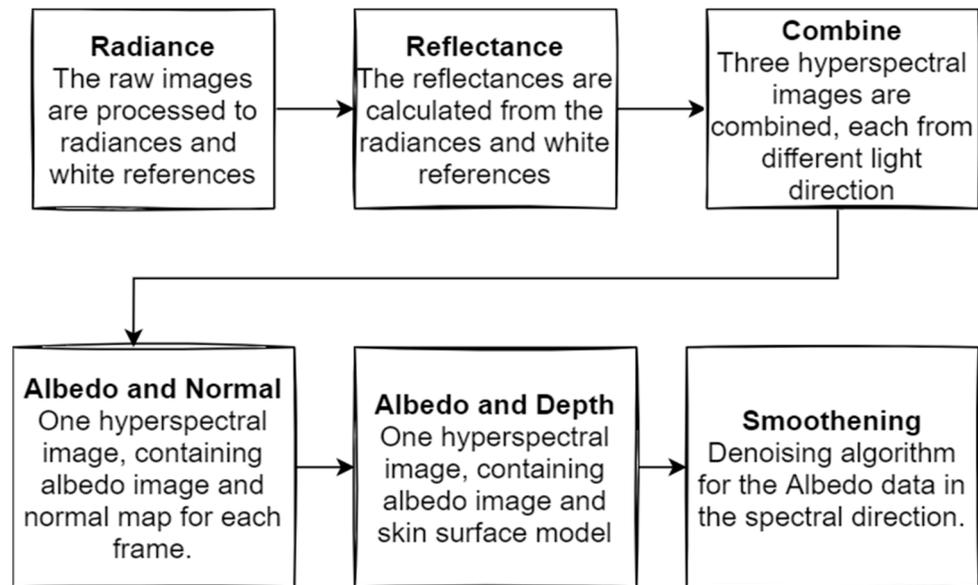 Radiance
The raw images
are processed to
radiances and
white references
Reflectance
The reflectances are
calculated from the
radiances and white
references
Combine
Three hyperspectral
images are
combined, each from
different light
direction
Albedo and Normal
One hyperspectral
image, containing
albedo image and
normal map for each
frame.
Albedo and Depth
One hyperspectral
image, containing
albedo image and
skin surface model
Smoothening
Denoising algorithm
for the Albedo data in
the spectral direction.